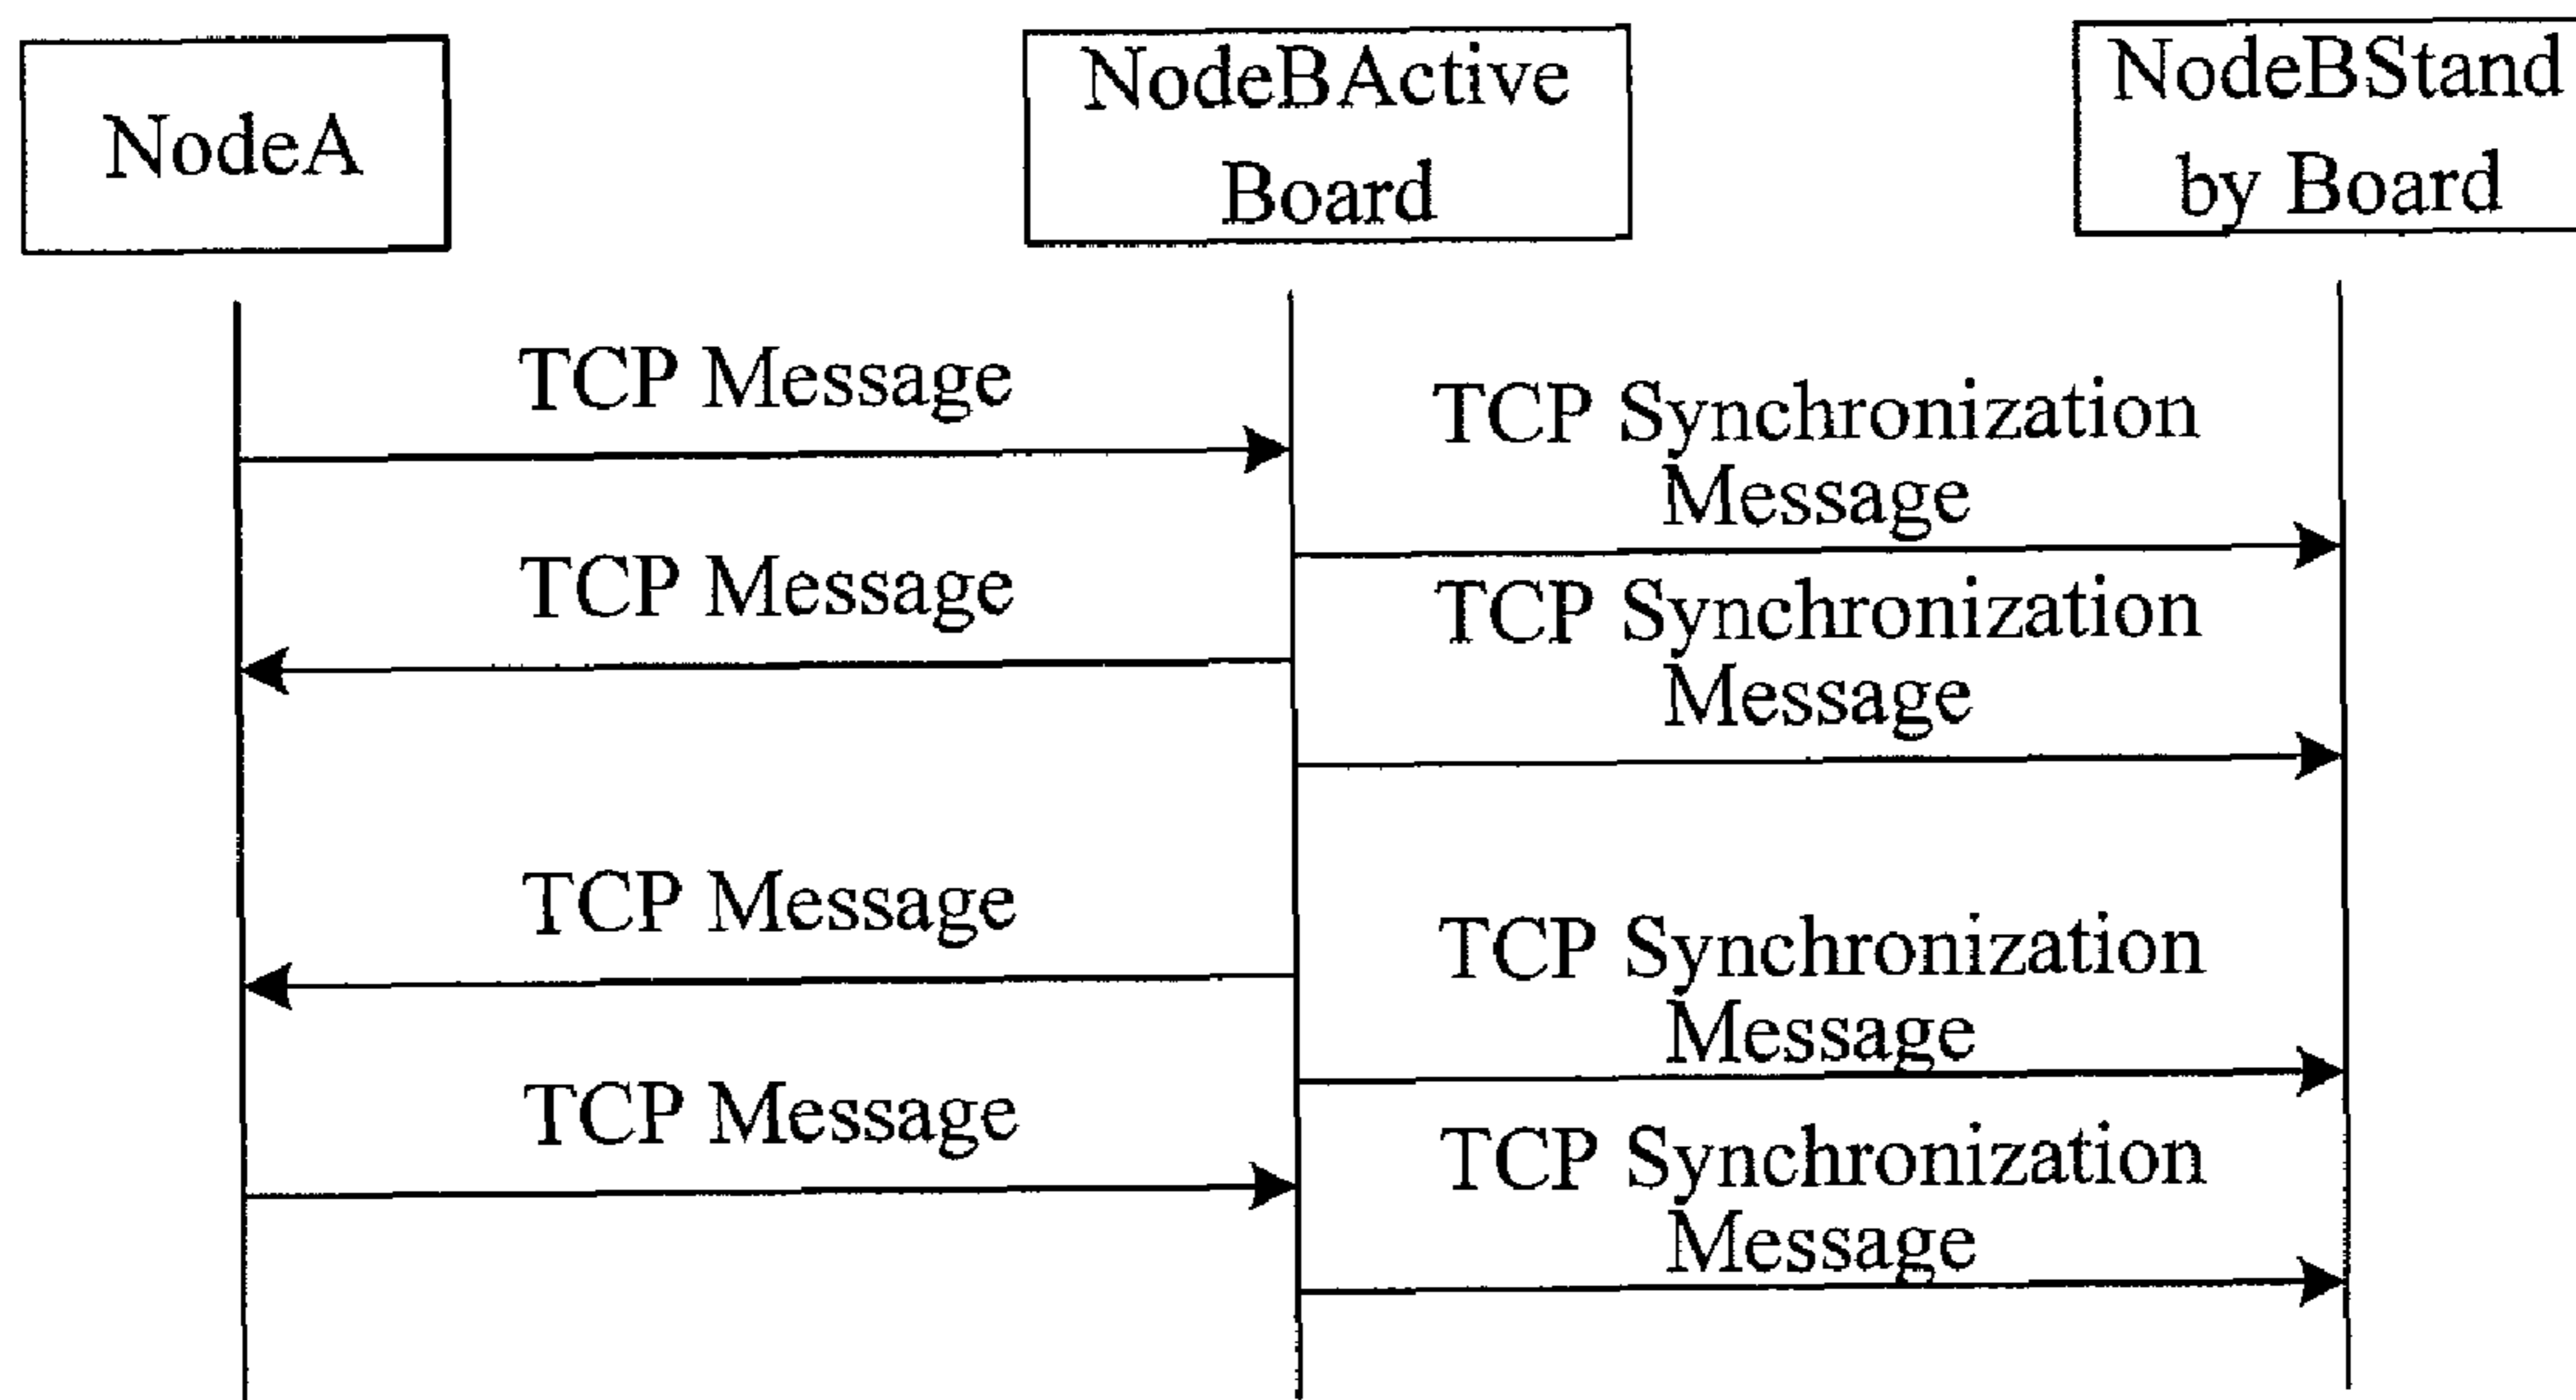 NodeA
NodeBActive
Board
NodeBStand
by Board
TCP Message
TCP Synchronization
Message
TCP Message
TCP Synchronization
Message
TCP Message
TCP Synchronization
Message
TCP Message
TCP Synchronization
Message